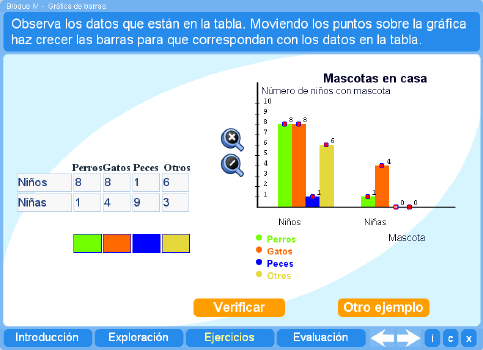 Bloque IV - Gráfica de barras.
Observa los datos que están en la tabla. Moviendo los puntos sobre la gráfica
haz crecer las barras para que correspondan con los datos en la tabla.
Mascotas en casa
Número de niños con mascota
10
9
8
7
6
5
4
3
2
1
8 8 1 6
1 4 0 0
Niños Niñas
Mascota
Perros
Gatos
Peces
Otros
Perros Gatos Peces Otros
Niños 8 8 1 6
Niñas 1 4 9 3
Verificar Otro ejemplo
Introducción Exploración Ejercicios Evaluación i c x